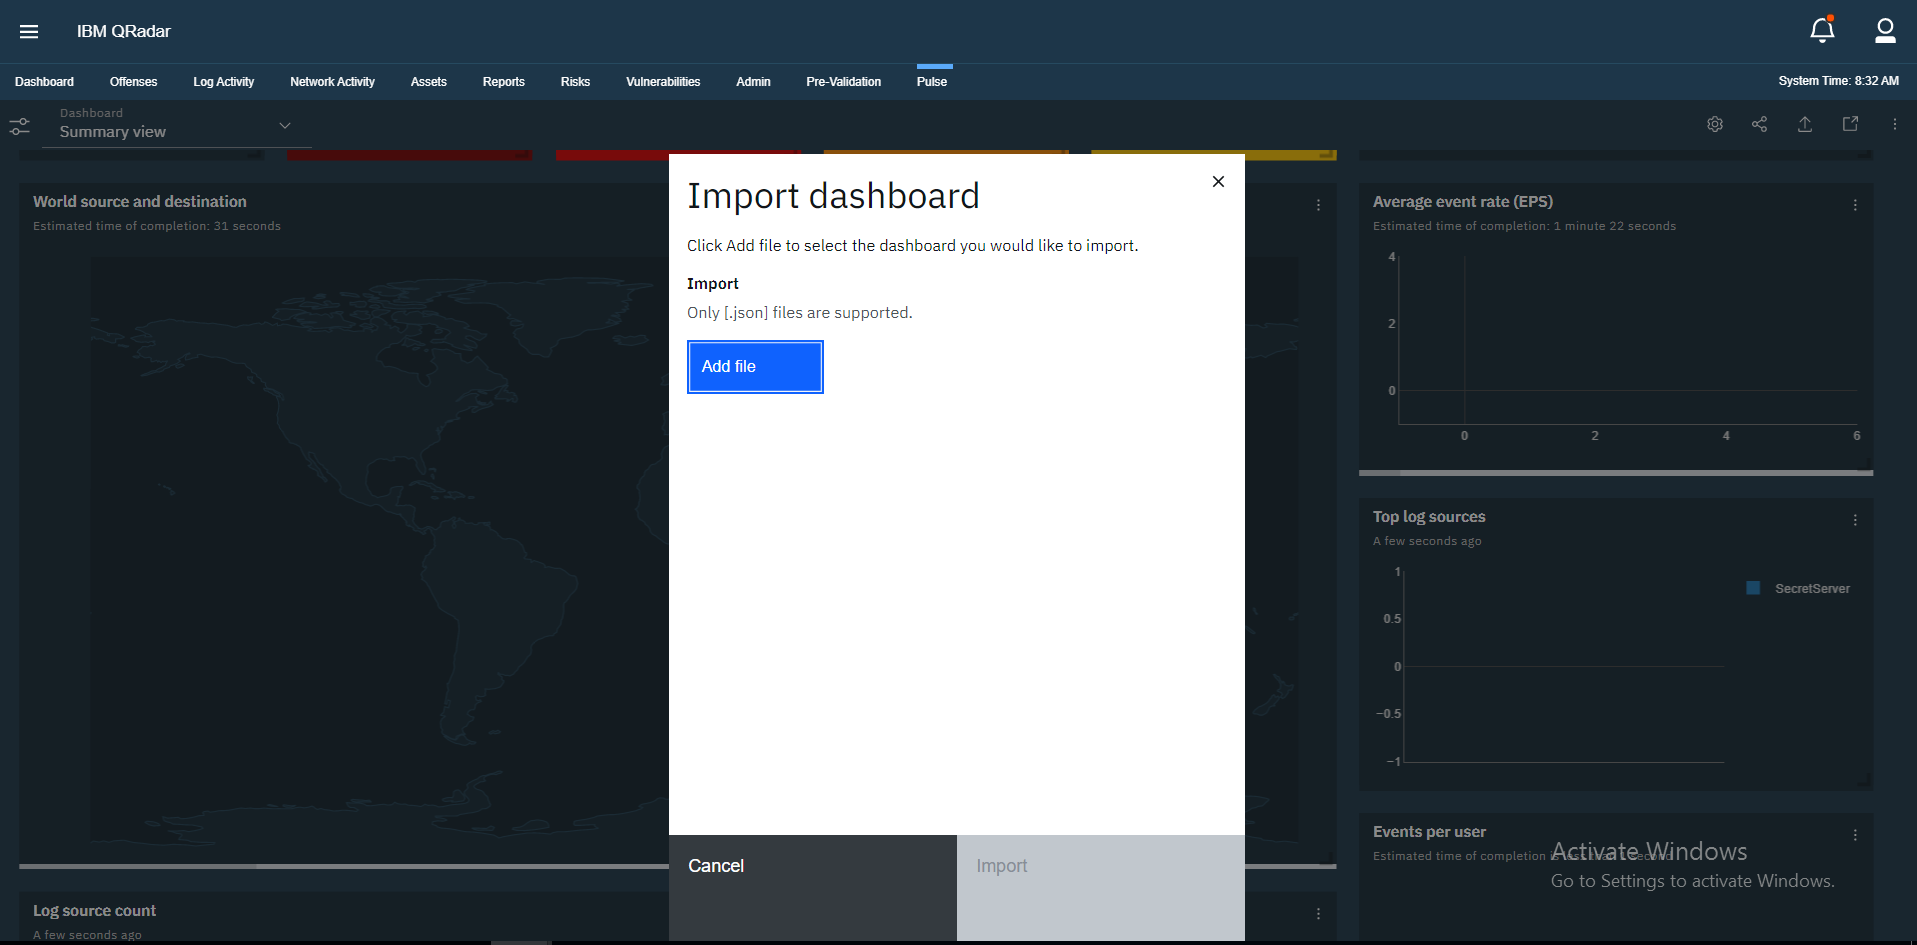 IBM QRadar
Dashboard Offenses Log Activity Network Activity Assets Reports Risks Vulnerabilities Admin Pre-Validation Pulse System Time: 8:32 AM
Dashboard
Summary view
World source and destination
Estimated time of completion: 31 seconds
Import dashboard
Click Add file to select the dashboard you would like to import.
Import
Only [.json] files are supported.
Add file
Cancel
Import
Average event rate (EPS)
Estimated time of completion: 1 minute 22 seconds
4
2
0
0 2 4 6
Top log sources
A few seconds ago
1
0.5
0
−0.5
−1
SecretServer
Events per user
Estimated time of completion is less than 1 second
Activate Windows
Go to Settings to activate Windows.
Log source count
A few seconds ago